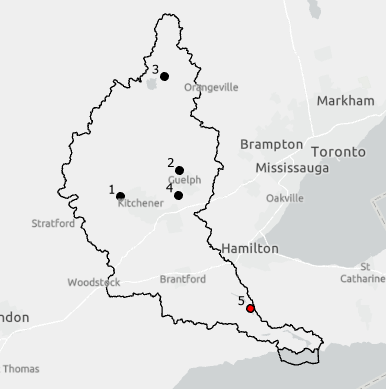 3
Orangeville
Markham
Brampton
Toronto
2
Mississauga
Guelph
1
4
Kitchener
Oakville
Stratford
Hamilton
St
Catharine
Woodstock
Brantford
5
ndon
Thomas